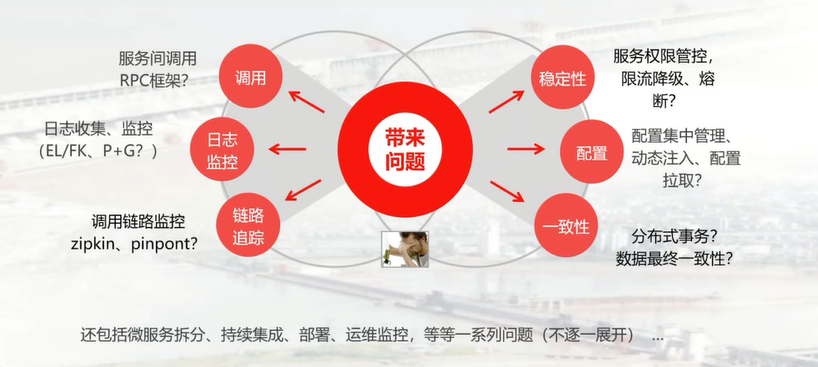 服务间调用
RPC框架？
调用
日志收集、监控
（EL/FK、P+G？）
日志
监控
调用链路监控
zipkin、pinpont？
链路
追踪
带来
问题
稳定性
服务权限管控，
限流降级、熔
断？
配置
配置集中管理、
动态注入、配置
拉取？
一致性
分布式事务？
数据最终一致性？
还包括微服务拆分、持续集成、部署、运维监控，等等一系列问题（不逐一展开） ...